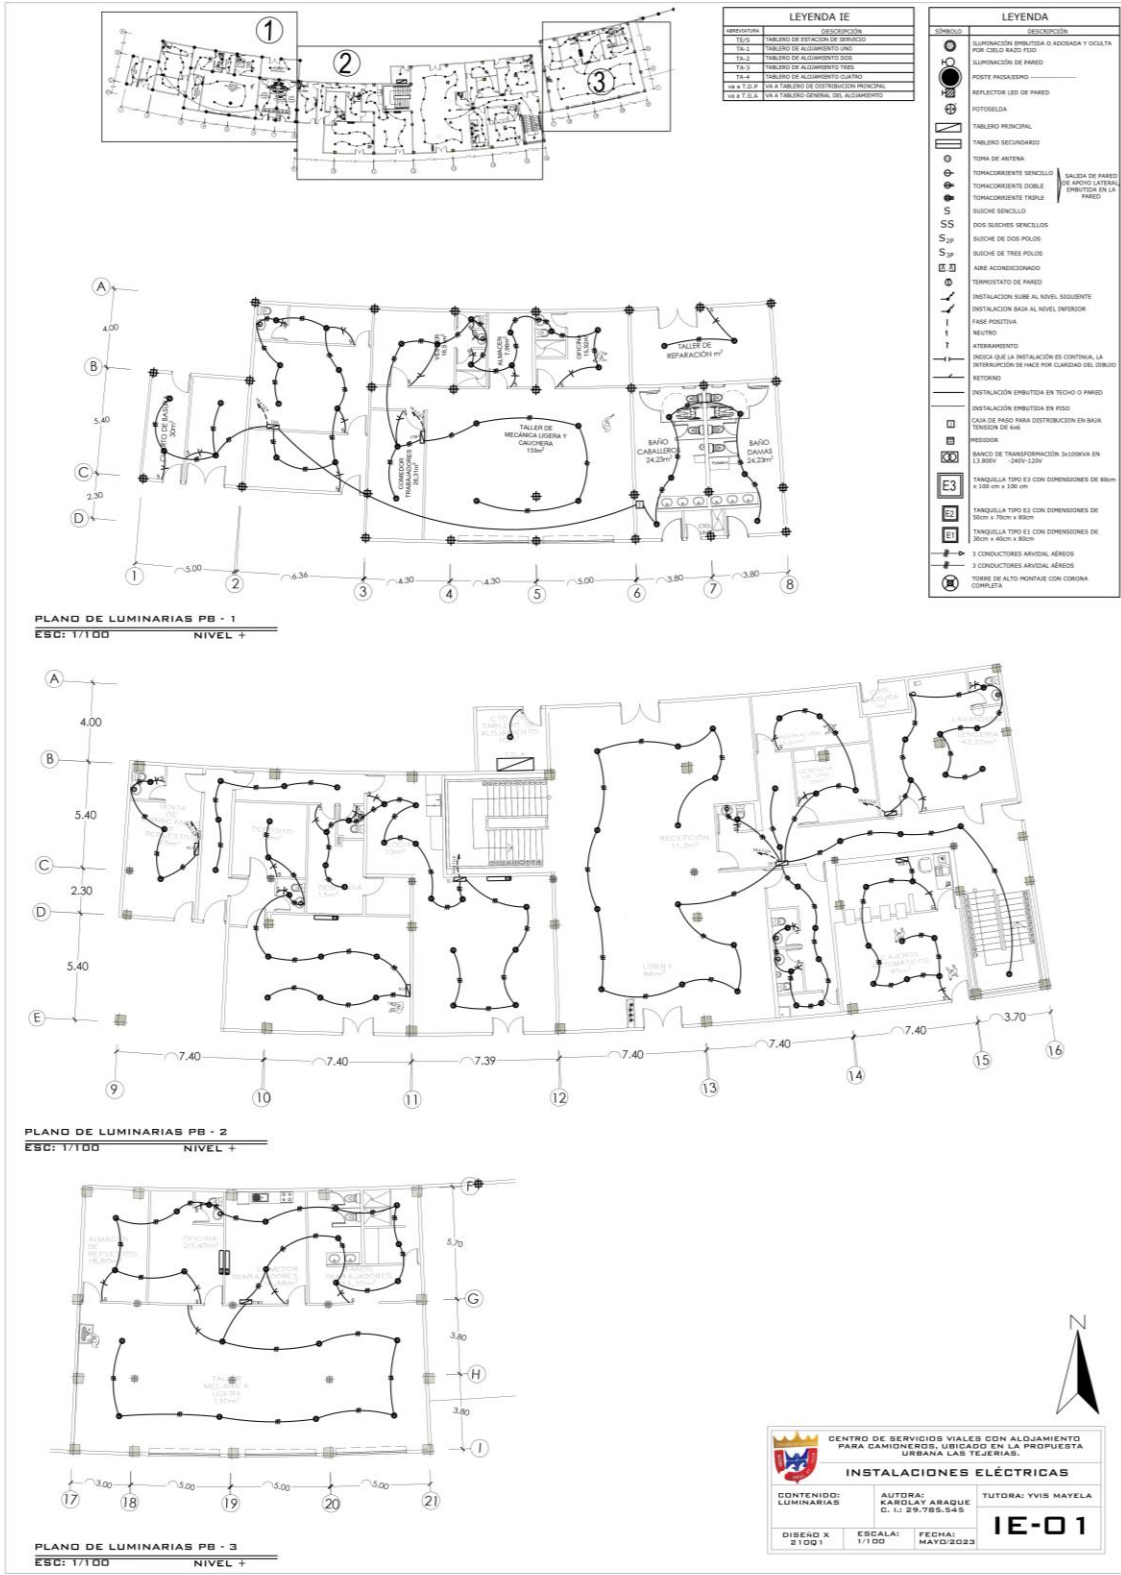 1
2
3
LEYENDA IE
ABREVIATURA DESCRIPCIÓN
TE/S TABLERO DE ESTACION DE SERVICIO
TA-1 TABLERO DE ALOJAMIENTO UNO
TA-2 TABLERO DE ALOJAMIENTO DOS
TA-3 TABLERO DE ALOJAMIENTO TRES
TA-4 TABLERO DE ALOJAMIENTO CUATRO
va a T.D.P VA A TABLERO DE DISTRIBUCION PRINCIPAL
va a T.G.A VA A TABLERO GENERAL DEL ALOJAMIENTO
LEYENDA
SÍMBOLO DESCRIPCIÓN
ILUMINACIÓN EMBUTIDA O ADOSADA Y OCULTA
POR CIELO RAZO FIJO
ILUMINACIÓN DE PARED
POSTE PAISAJISMO
REFLECTOR LED DE PARED
FOTOSELDA
TABLERO PRINCIPAL
TABLERO SECUNDARIO
TOMA DE ANTENA
TOMACORRIENTE SENCILLO
TOMACORRIENTE DOBLE
TOMACORRIENTE TRIPLE
SALIDA DE PARED
DE APOYO LATERAL
EMBUTIDA EN LA
PARED
S SUICHE SENCILLO
SS DOS SUICHES SENCILLOS
S2P SUICHE DE DOS POLOS
S3P SUICHE DE TRES POLOS
AIRE ACONDICIONADO
TERMOSTATO DE PARED
INSTALACION SUBE AL NIVEL SIGUIENTE
INSTALACION BAJA AL NIVEL INFERIOR
FASE POSITIVA
NEUTRO
ATERRAMIENTO
INDICA QUE LA INSTALACIÓN ES CONTINUA, LA
INTERRUPCIÓN SE HACE POR CLARIDAD DEL DIBUJO
RETORNO
INSTALACIÓN EMBUTIDA EN TECHO O PARED
INSTALACIÓN EMBUTIDA EN PISO
CAJA DE PASO PARA DISTRIBUCION EN BAJA
TENSION DE 6x6
MEDIDOR
BANCO DE TRANSFORMACIÓN 3x100KVA EN
13.800V -240V-120V
E3 TANQUILLA TIPO E3 CON DIMENSIONES DE 80cm
x 100 cm x 100 cm
E2 TANQUILLA TIPO E2 CON DIMENSIONES DE
50cm x 70cm x 80cm
E1 TANQUILLA TIPO E1 CON DIMENSIONES DE
30cm x 40cm x 80cm
3 CONDUCTORES ARVIDAL AÉREOS
3 CONDUCTORES ARVIDAL AÉREOS
TORRE DE ALTO MONTAJE CON CORONA
COMPLETA
A
4.00
B
5.40
C
2.30
D
ALMACEN
7,06m²
OFICINA
15,92m²
TALLER DE
REPARACIÓN m²
30m²
COMEDOR
TRABAJADORES
26,31m²
TALLER DE
MECÁNICA LIGERA Y
CAUCHERA
133m²
BAÑO
CABALLEROS
24,23m²
BAÑO
DAMAS
24,23m²
1 5.00 2 6.36 3 4.30 4 4.30 5 5.00 6 3.80 7 3.80 8
PLANO DE LUMINARIAS PB - 1
ESC: 1/100 NIVEL +
A
4.00
B
5.40
C
2.30
D
5.40
E
T.G.A
RECEPCIÓN
LOBBY
9 7.40 10 7.40 11 7.39 12 7.40 13 7.40 14 7.40 15 3.70 16
PLANO DE LUMINARIAS PB - 2
ESC: 1/100 NIVEL +
F
5.70
G
3.80
H
3.80
I
ALMACEN
DE
REPUESTOS
OFICINA
20,40m²
TRABAJADORES
MECÁNICA
LIGERA
17 3.00 18 5.00 19 5.00 20 5.00 21
PLANO DE LUMINARIAS PB - 3
ESC: 1/100 NIVEL +
N
CENTRO DE SERVICIOS VIALES CON ALOJAMIENTO
PARA CAMIONEROS, UBICADO EN LA PROPUESTA
URBANA LAS TEJERIAS.
INSTALACIONES ELÉCTRICAS
CONTENIDO:
LUMINARIAS
AUTORA:
KAROLAY ARAQUE
C. I.: 29.785.545
TUTORA: YVIS MAYELA
DISEÑO X
210Q1
ESCALA:
1/100
FECHA:
MAYO/2023
IE-01